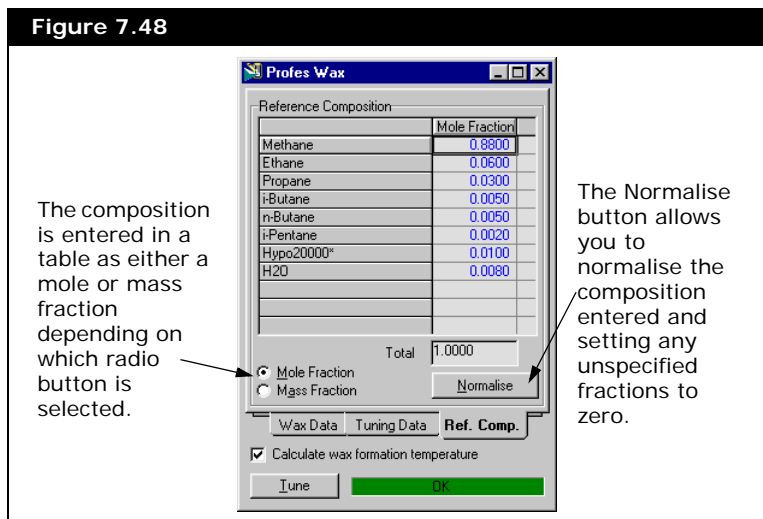 Figure 7.48
Profes Wax
Reference Composition
Mole Fraction
Methane 0.8800
Ethane 0.0600
Propane 0.0300
i-Butane 0.0050
n-Butane 0.0050
i-Pentane 0.0020
Hypo20000* 0.0100
H2O 0.0080
Total 1.0000
Mole Fraction
Mass Fraction
Normalise
Wax Data Tuning Data Ref. Comp.
Calculate wax formation temperature
Tune OK
The composition
is entered in a
table as either a
mole or mass
fraction
depending on
which radio
button is
selected.
The Normalise
button allows
you to
normalise the
composition
entered and
setting any
unspecified
fractions to
zero.